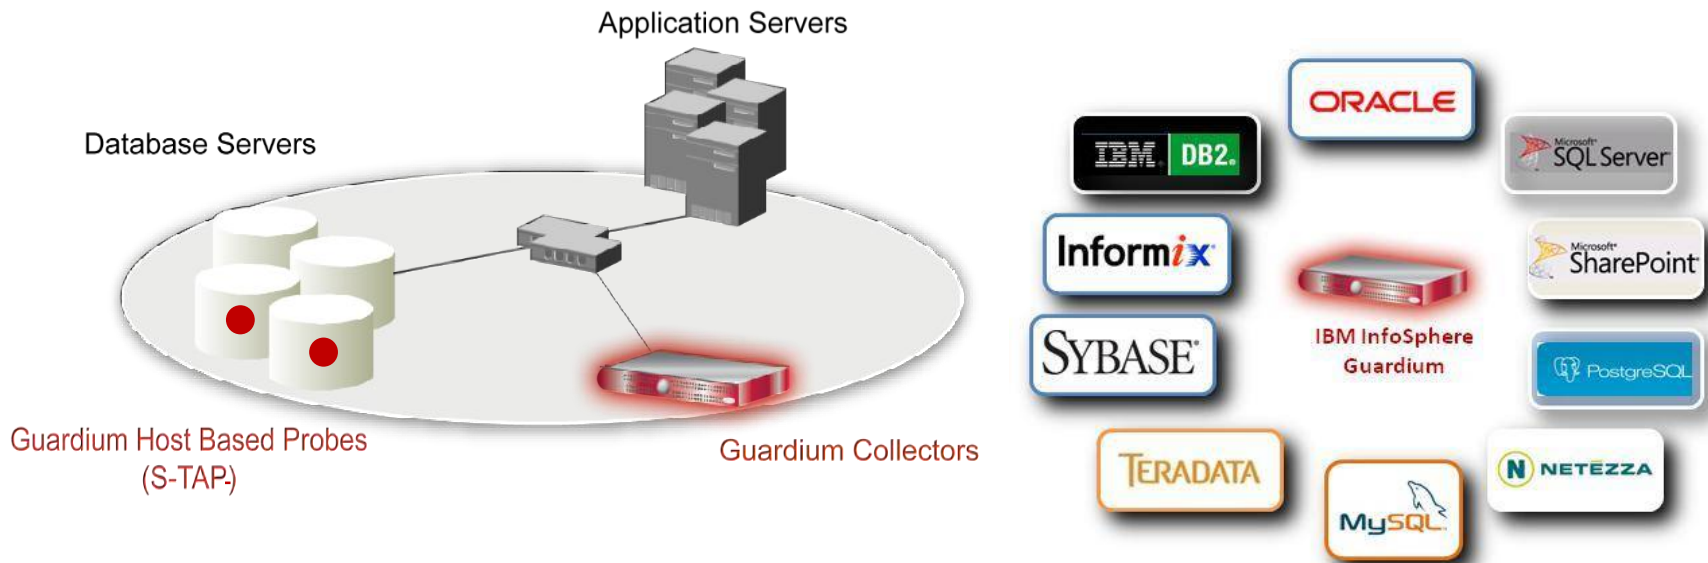 Application Servers
Database Servers
Guardium Host Based Probes
(S-TAP-)
Guardium Collectors
ORACLE
IBM. DB2.
Microsoft
SQL Server
Informix
Microsoft
SharePoint
IBM InfoSphere
Guardium
SYBASE
PostgreSQL
TERADATA
N NETEZZA
MySQL